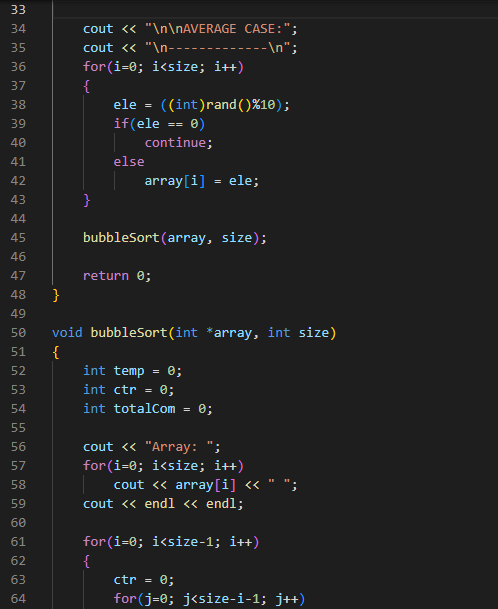 33
34 cout << "\n\nAVERAGE CASE:";
35 cout << "\n-------------\n";
36 for(i=0; i<size; i++)
37 {
38 ele = ((int)rand()%10);
39 if(ele == 0)
40 continue;
41 else
42 array[i] = ele;
43 }
44
45 bubbleSort(array, size);
46
47 return 0;
48 }
49
50 void bubbleSort(int *array, int size)
51 {
52 int temp = 0;
53 int ctr = 0;
54 int totalCom = 0;
55
56 cout << "Array: ";
57 for(i=0; i<size; i++)
58 cout << array[i] << " ";
59 cout << endl << endl;
60
61 for(i=0; i<size-1; i++)
62 {
63 ctr = 0;
64 for(j=0; j<size-i-1; j++)